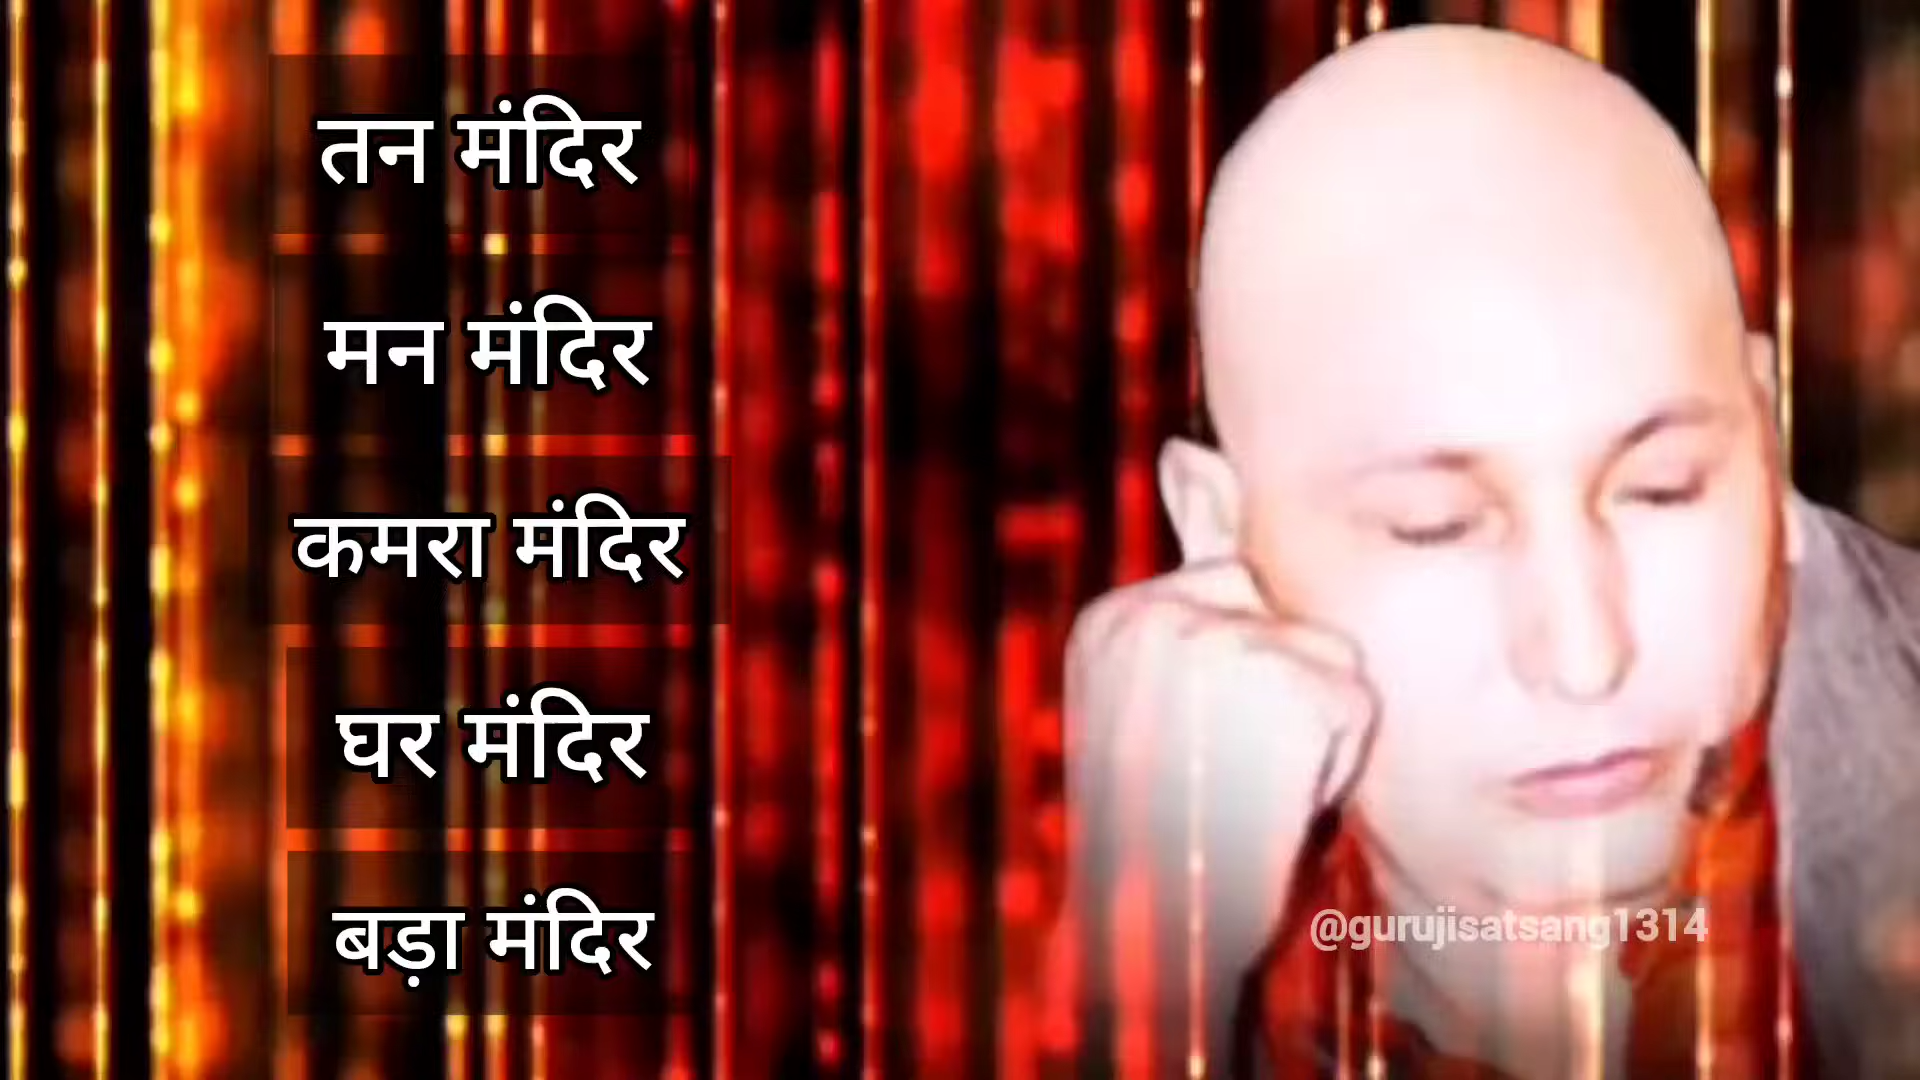 तन मंदिर
मन मंदिर
कमरा मंदिर
घर मंदिर
बड़ा मंदिर
@gurujisatsang1314